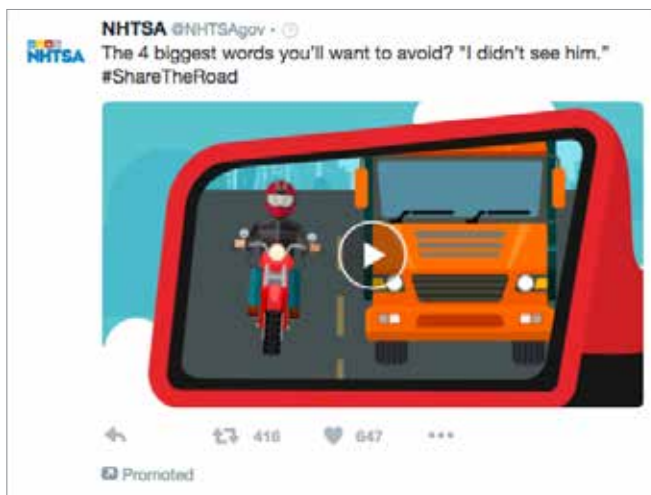 NHTSA @NHTSAgov
NHTSA
The 4 biggest words you'll want to avoid? "I didn't see him."
#ShareTheRoad
416 647
Promoted